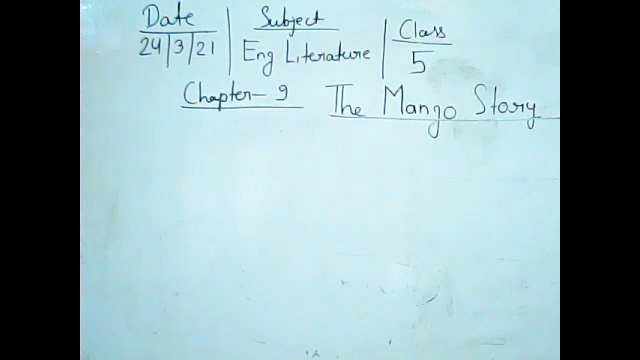 Date | Subject | Class
24|3|21 | Eng Literature | 5
Chapter- 9 The Mango Story